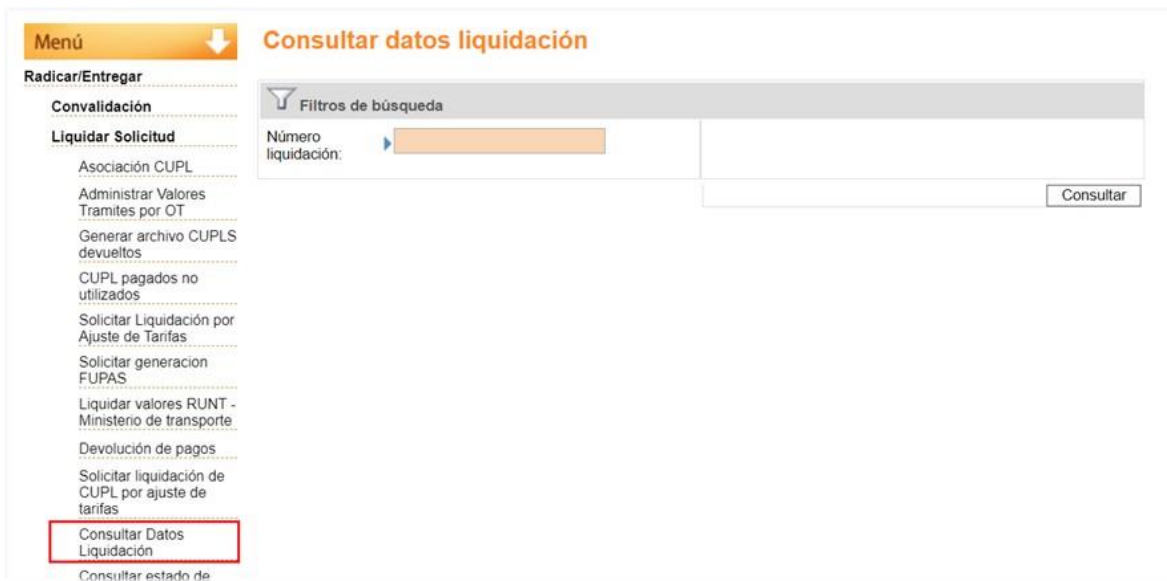 Menú
Radicar/Entregar
Convalidación
Liquidar Solicitud
Asociación CUPL
Administrar Valores
Tramites por OT
Generar archivo CUPLS
devueltos
CUPL pagados no
utilizados
Solicitar Liquidación por
Ajuste de Tarifas
Solicitar generacion
FUPAS
Liquidar valores RUNT -
Ministerio de transporte
Devolución de pagos
Solicitar liquidación de
CUPL por ajuste de
tarifas
Consultar Datos
Liquidación
Consultar estado de
Consultar datos liquidación
Filtros de búsqueda
Número
liquidación:
Consultar